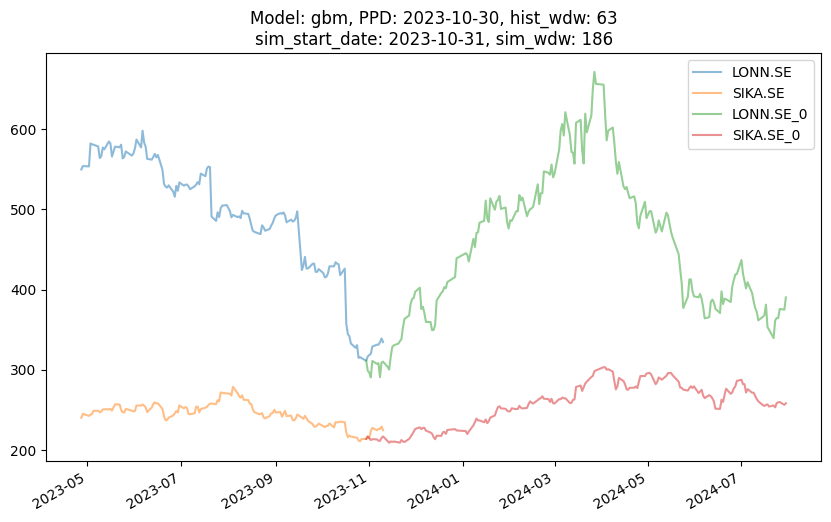 Model: gbm, PPD: 2023-10-30, hist_wdw: 63
sim_start_date: 2023-10-31, sim_wdw: 186
LONN.SE
SIKA.SE
LONN.SE_0
SIKA.SE_0
600
500
400
300
200
2023-05
2023-07
2023-09
2023-11
2024-01
2024-03
2024-05
2024-07